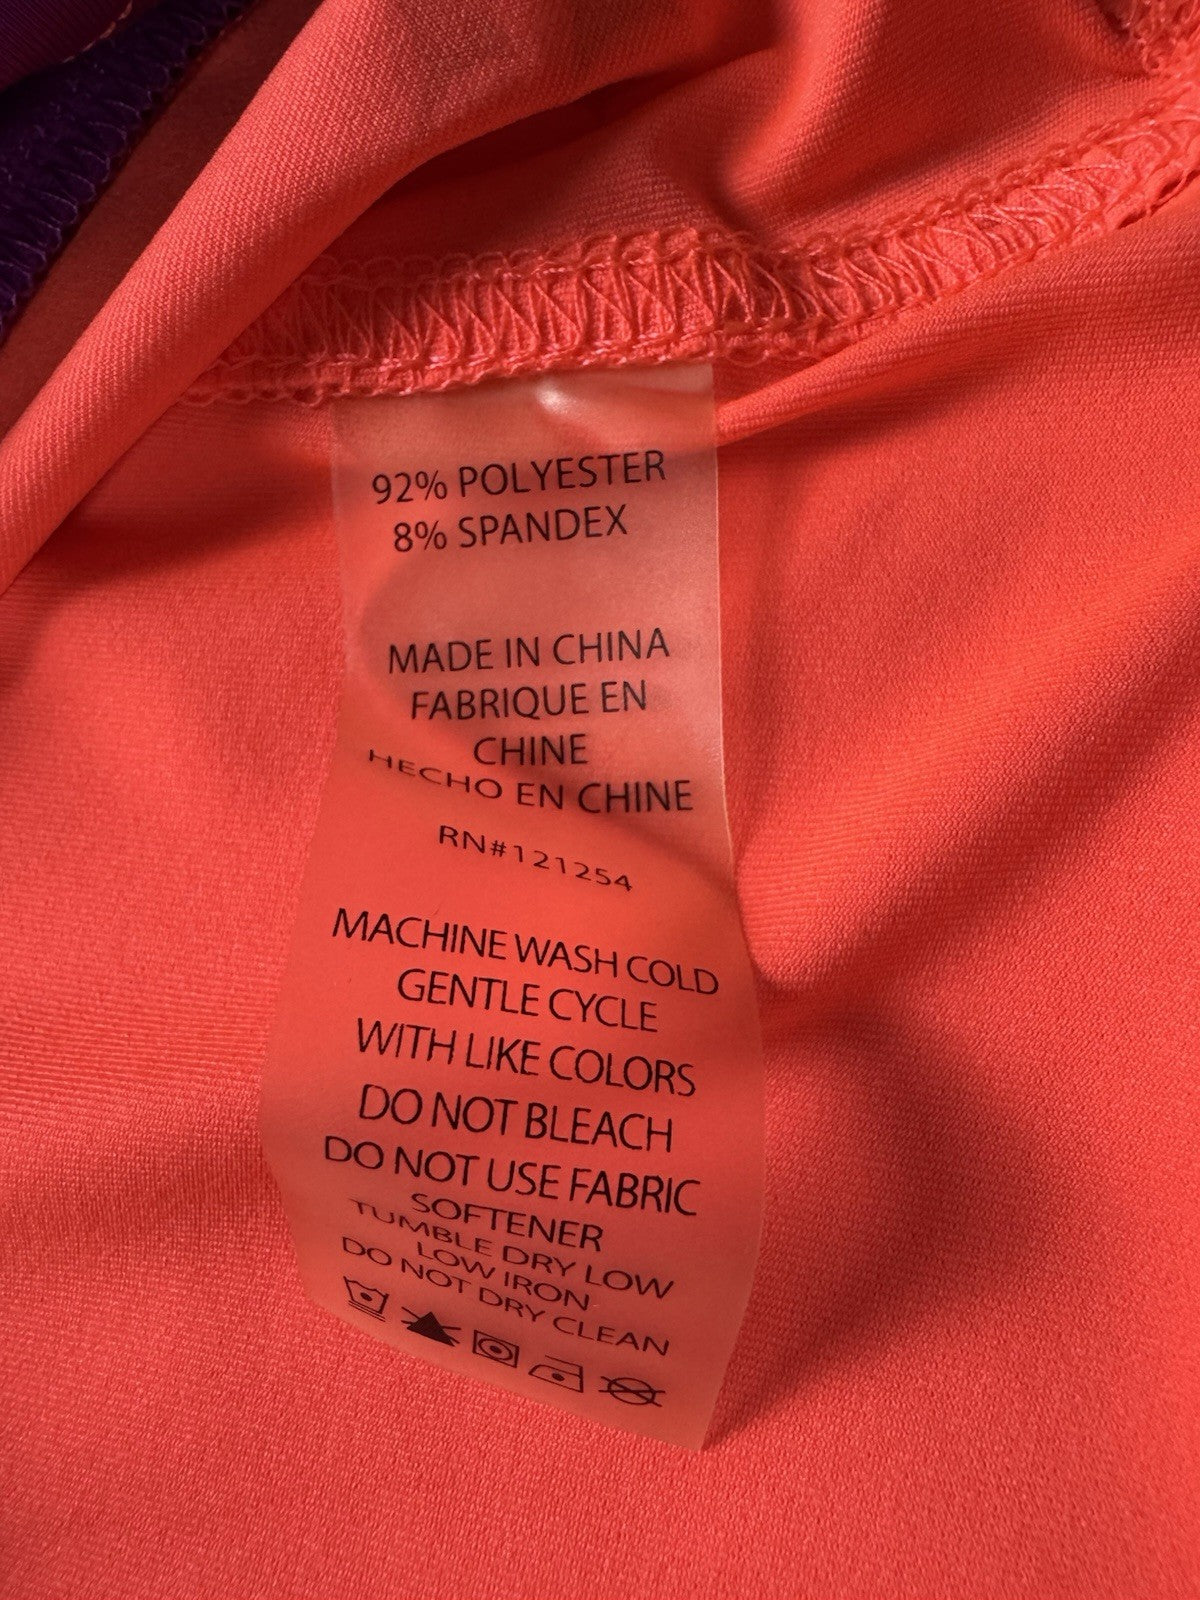 92% POLYESTER
8% SPANDEX
MADE IN CHINA
FABRIQUE EN
CHINE
HECHO EN CHINE
RN#121254
MACHINE WASH COLD
GENTLE CYCLE
WITH LIKE COLORS
DO NOT BLEACH
DO NOT USE FABRIC
SOFTENER
TUMBLE DRY LOW
LOW IRON
DO NOT DRY CLEAN